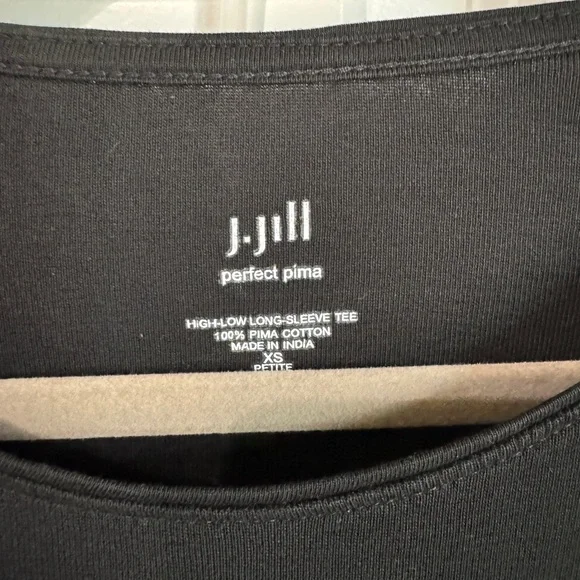 J.Jill
perfect pima
HIGH-LOW LONG-SLEEVE TEE
100% PIMA COTTON
MADE IN INDIA
XS
PETITE